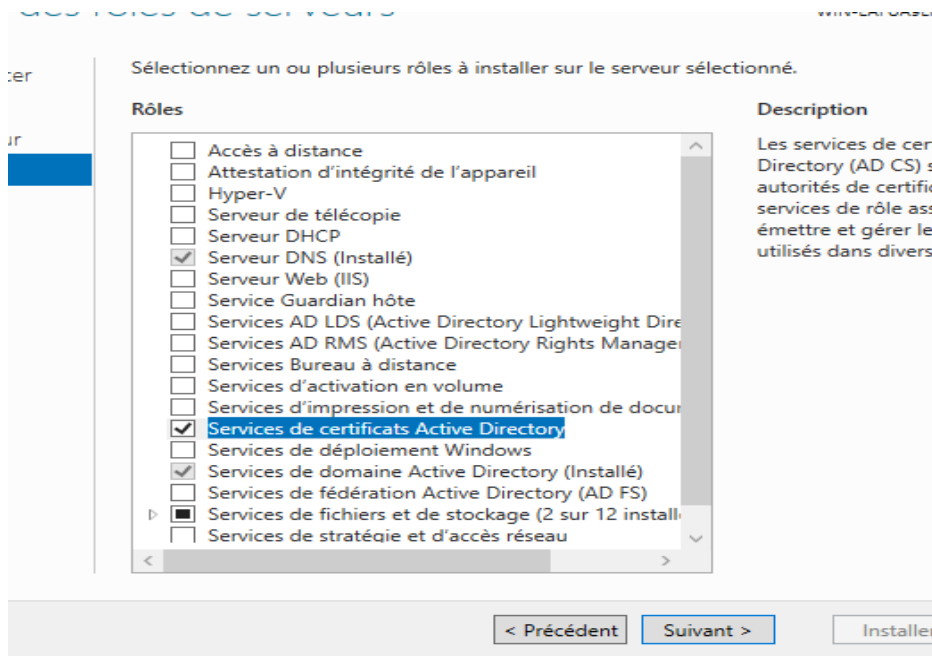 des rôles de serveurs
Sélectionnez un ou plusieurs rôles à installer sur le serveur sélectionné.
Rôles
Accès à distance
Attestation d'intégrité de l'appareil
Hyper-V
Serveur de télécopie
Serveur DHCP
Serveur DNS (Installé)
Serveur Web (IIS)
Service Guardian hôte
Services AD LDS (Active Directory Lightweight Dire
Services AD RMS (Active Directory Rights Manage
Services Bureau à distance
Services d'activation en volume
Services d'impression et de numérisation de docu
Services de certificats Active Directory
Services de déploiement Windows
Services de domaine Active Directory (Installé)
Services de fédération Active Directory (AD FS)
Services de fichiers et de stockage (2 sur 12 install
Services de stratégie et d'accès réseau
Description
Les services de cer
Directory (AD CS) s
autorités de certifi
services de rôle ass
émettre et gérer le
utilisés dans divers
< Précédent
Suivant >
Installer